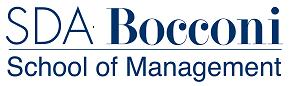 SDA Bocconi
School of Management